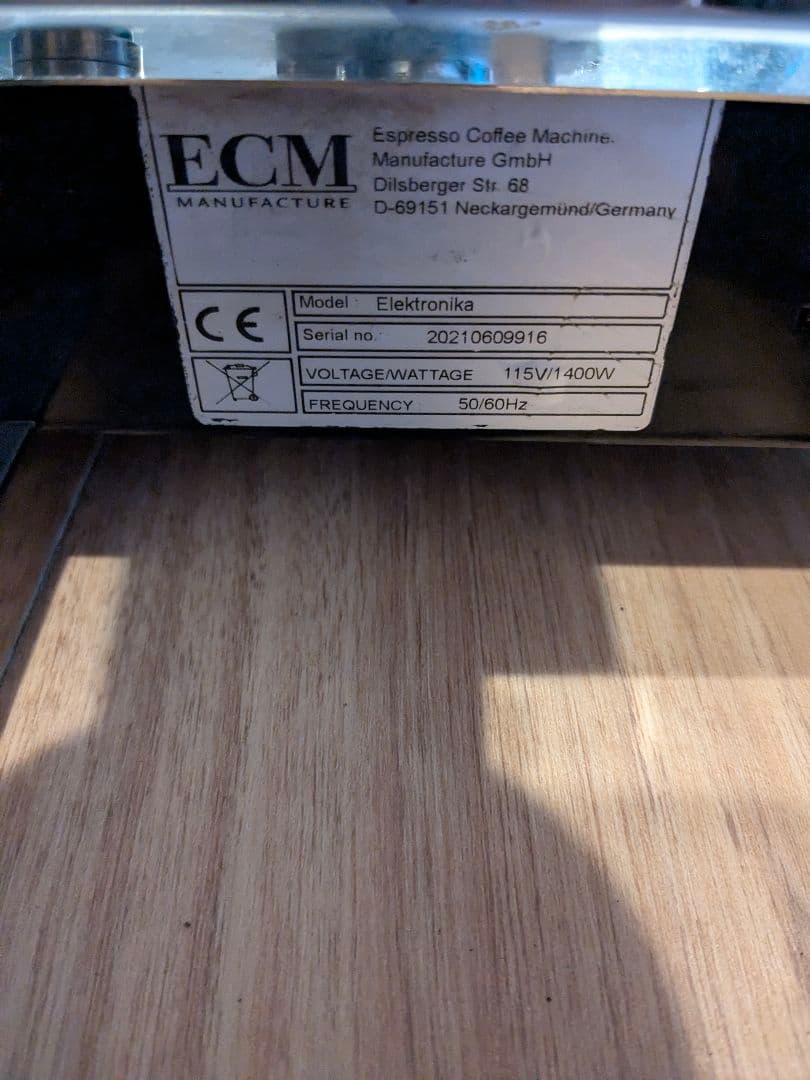 ECM
MANUFACTURE
Espresso Coffee Machine.
Manufacture GmbH
Dilsberger Str. 68
D-69151 Neckargemünd/Germany
CE
Model : Elektronika
Serial no.: 20210609916
VOLTAGE/WATTAGE 115V/1400W
FREQUENCY 50/60Hz